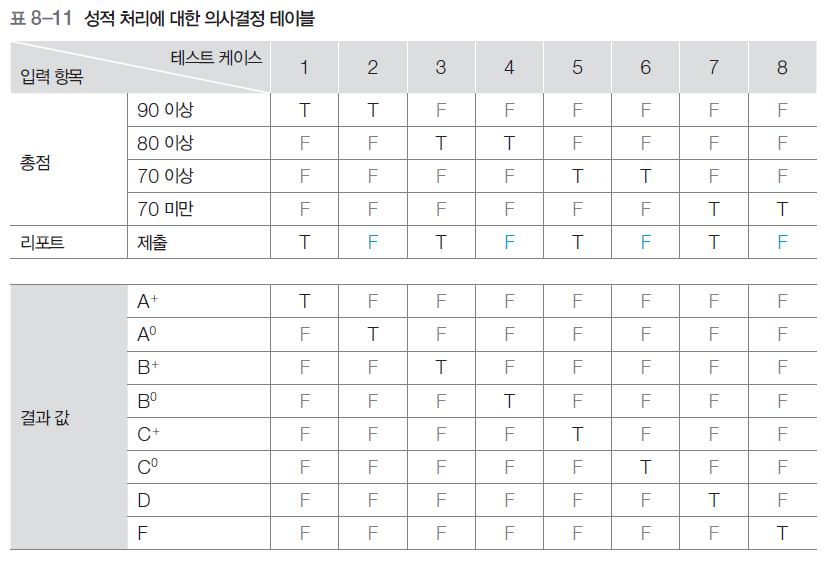 표 8-11 성적 처리에 대한 의사결정 테이블
테스트 케이스 1 2 3 4 5 6 7 8
입력 항목
총점 90 이상 T T F F F F F F
80 이상 F F T T F F F F
70 이상 F F F F T T F F
70 미만 F F F F F F T T
리포트 제출 T F T F T F T F
결과 값 A+ T F F F F F F F
A0 F T F F F F F F
B+ F F T F F F F F
B0 F F F T F F F F
C+ F F F F T F F F
C0 F F F F F T F F
D F F F F F F T F
F F F F F F F F T